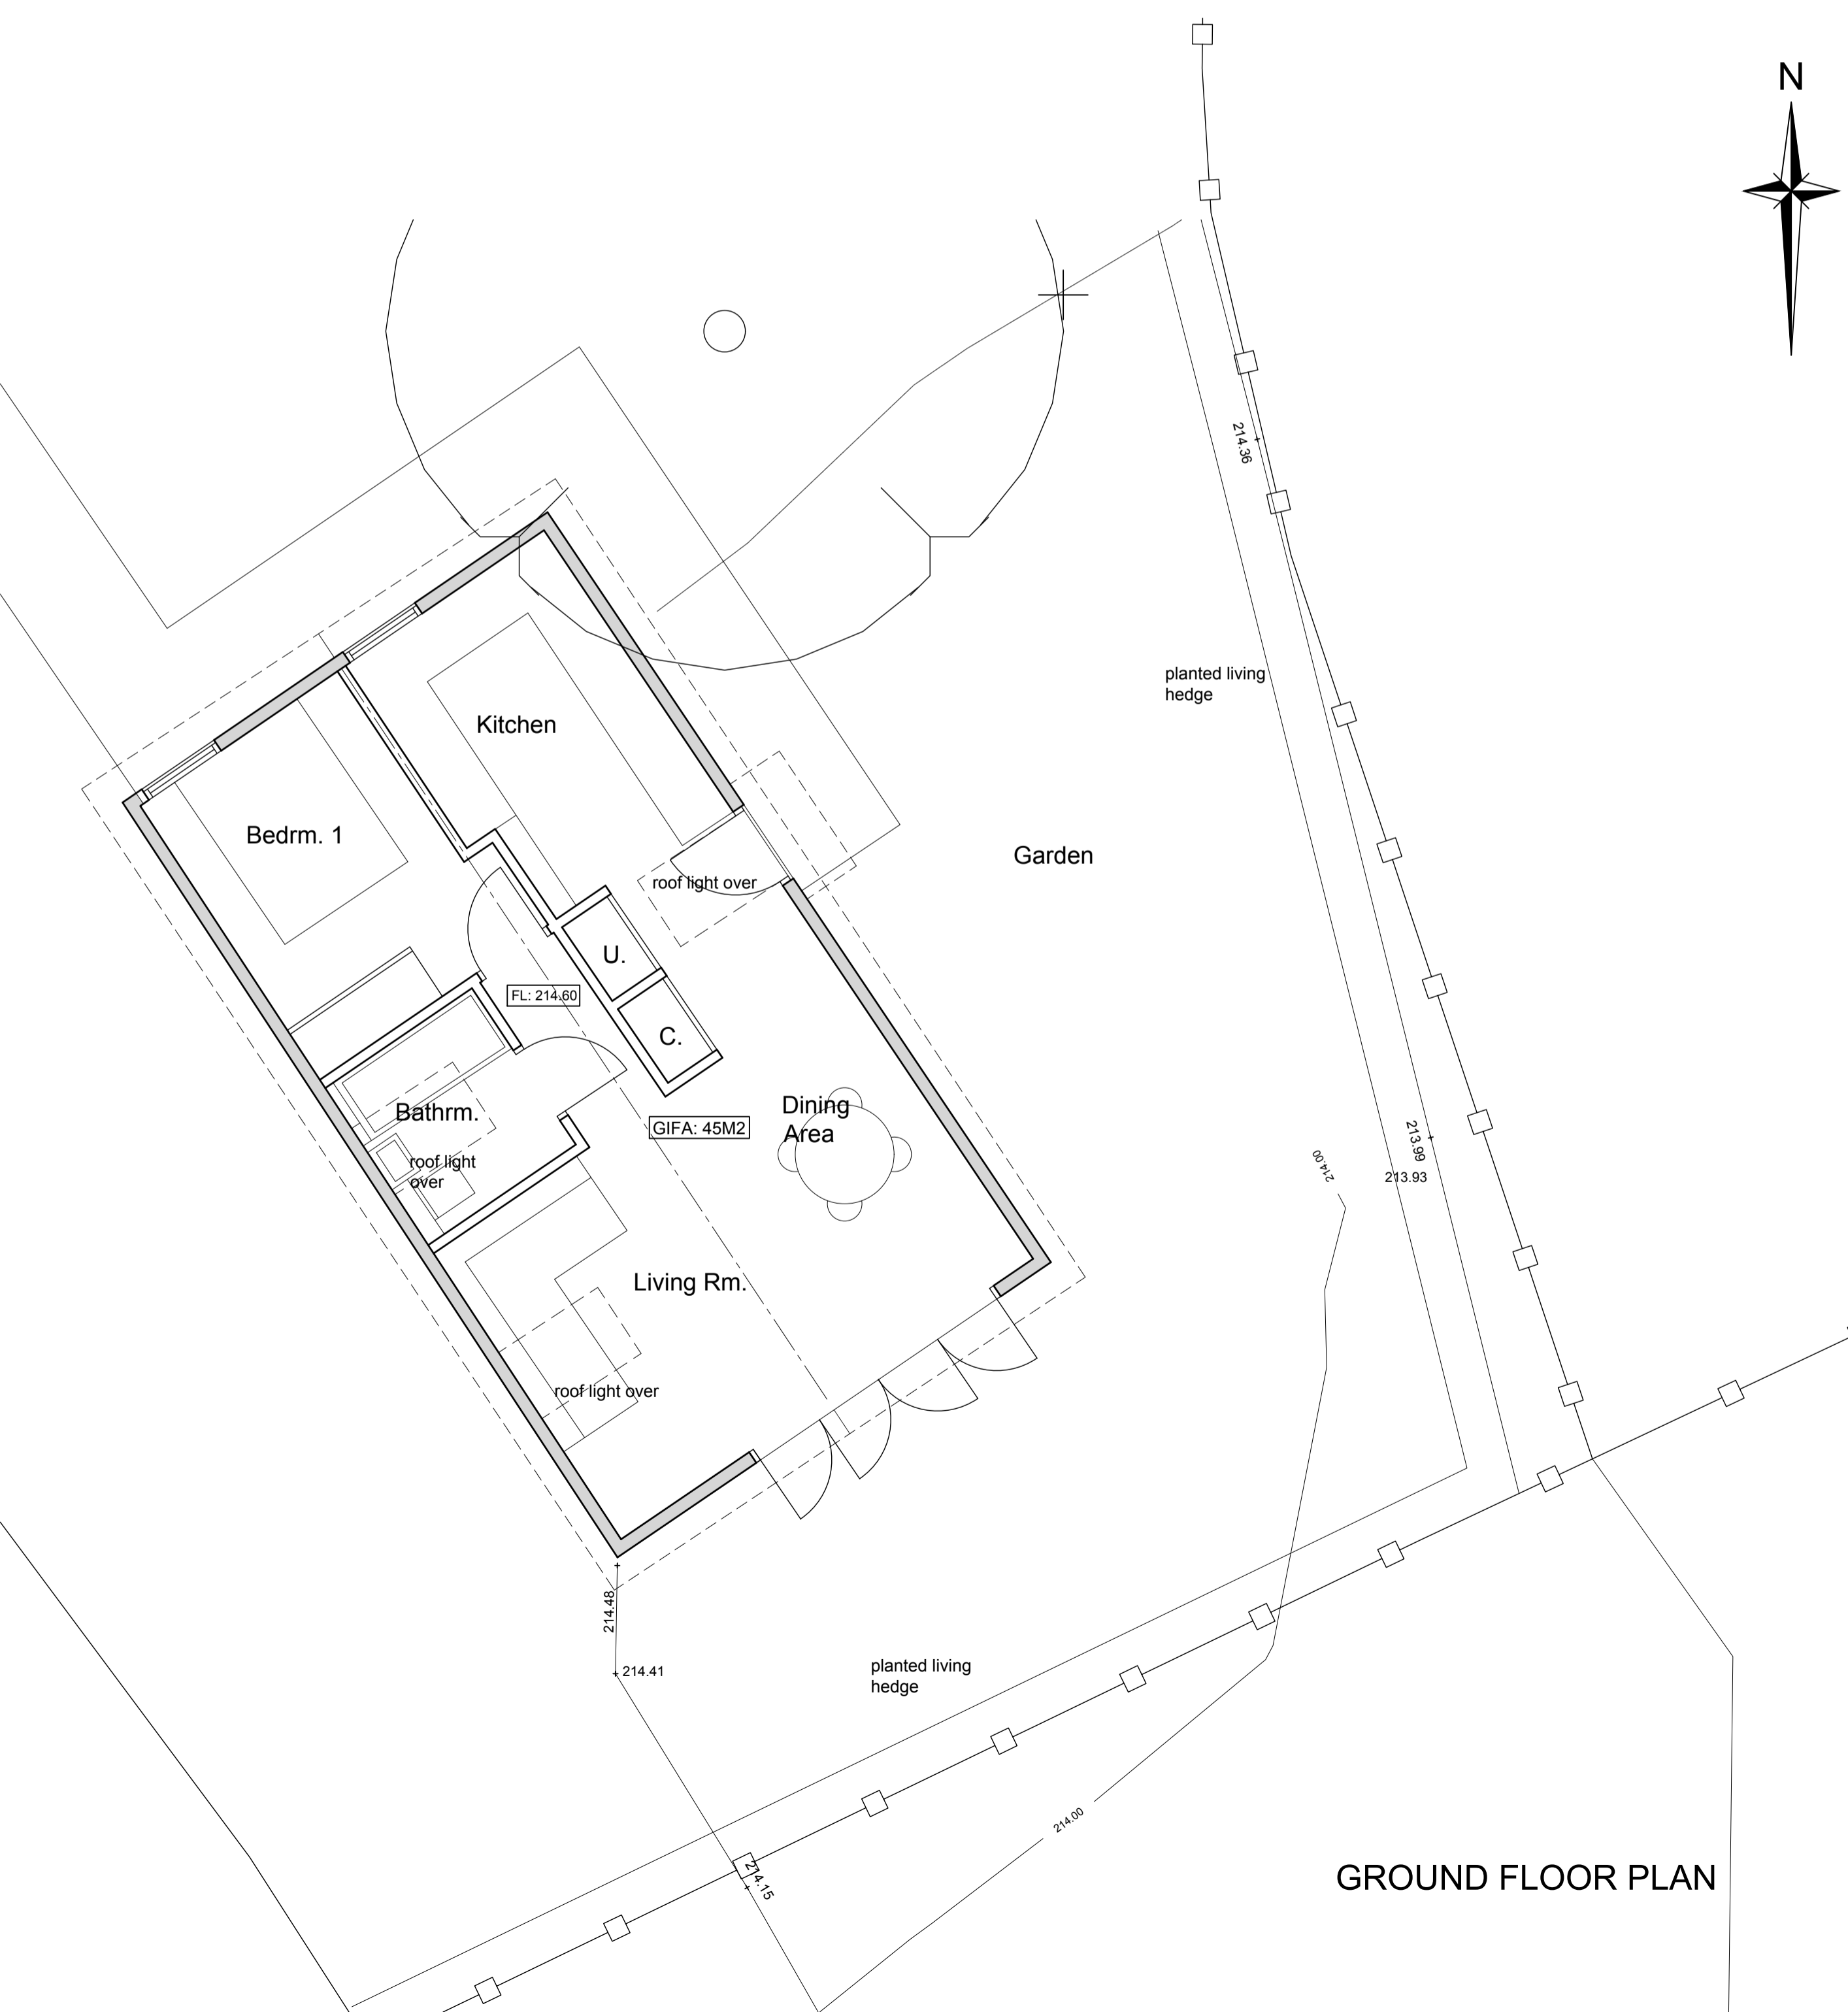 N
214.36
planted living
hedge
Kitchen
Bedrm. 1
Garden
roof light over
U.
FL: 214.60
C.
Bathrm.
GIFA: 45M2
Dining
Area
roof light
over
214.00
213.99
213.93
Living Rm.
roof light over
214.48
214.41
planted living
hedge
214.00
214.15
GROUND FLOOR PLAN